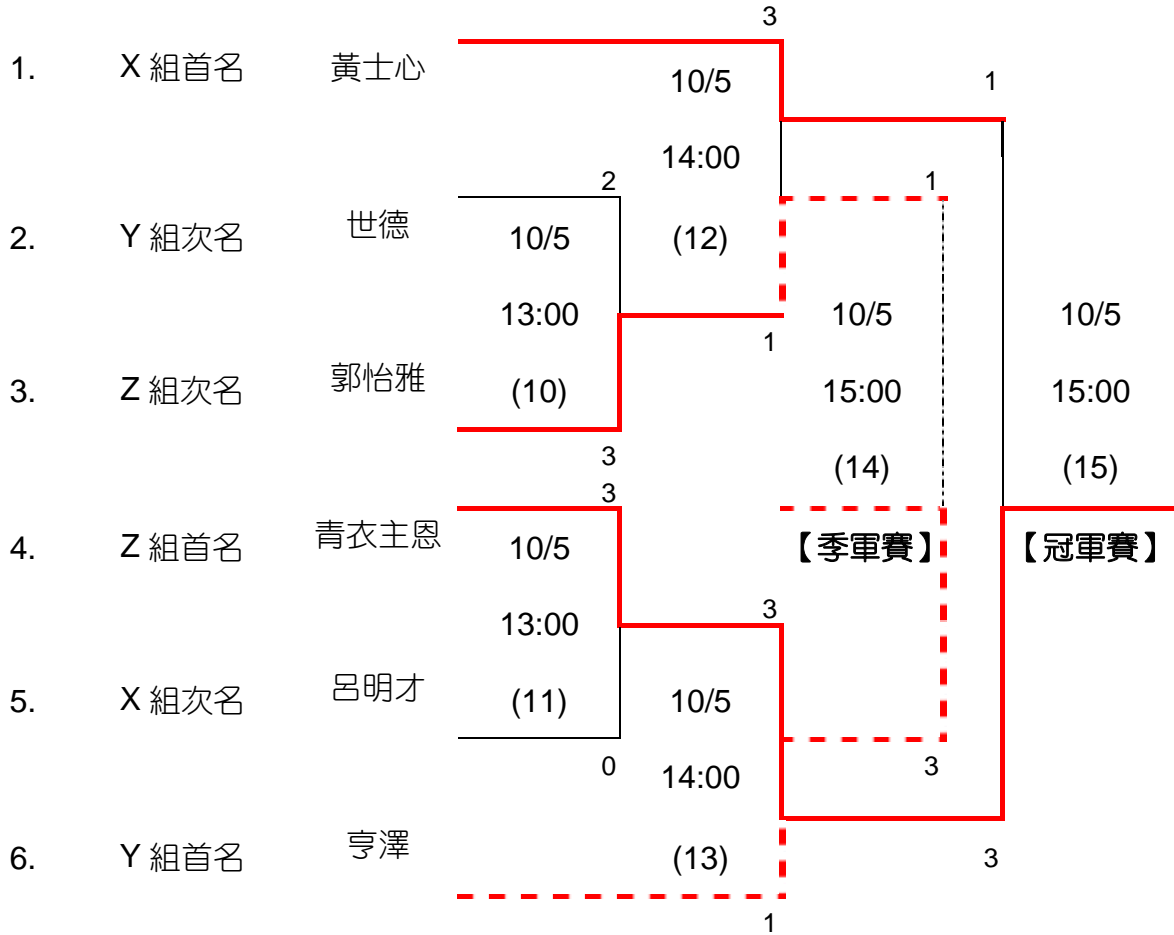 3
1. X 組首名 黃士心 10/5 1
14:00
2 1
2. Y 組次名 世德 10/5 (12)
13:00 10/5 10/5
1
3. Z 組次名 郭怡雅 (10) 15:00 15:00
3 (14) (15)
3
4. Z 組首名 青衣主恩 10/5 【季軍賽】 【冠軍賽】
13:00 3
5. X 組次名 呂明才 (11) 10/5
0 14:00 3
6. Y 組首名 亨澤 (13) 3
1